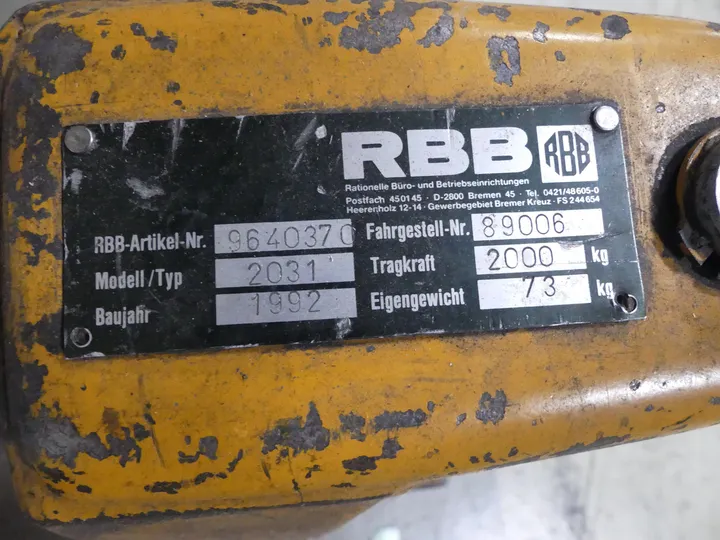 RBB RBB
Rationelle Büro- und Betriebseinrichtungen
Postfach 450145 · D-2800 Bremen 45 · Tel. 0421/48605-0
Heerenholz 12-14 · Gewerbegebiet Bremer Kreuz · FS 244654
RBB-Artikel-Nr. 9640370 Fahrgestell-Nr. 89006
Modell/Typ 2031 Tragkraft 2000 kg
Baujahr 1992 Eigengewicht 73 kg